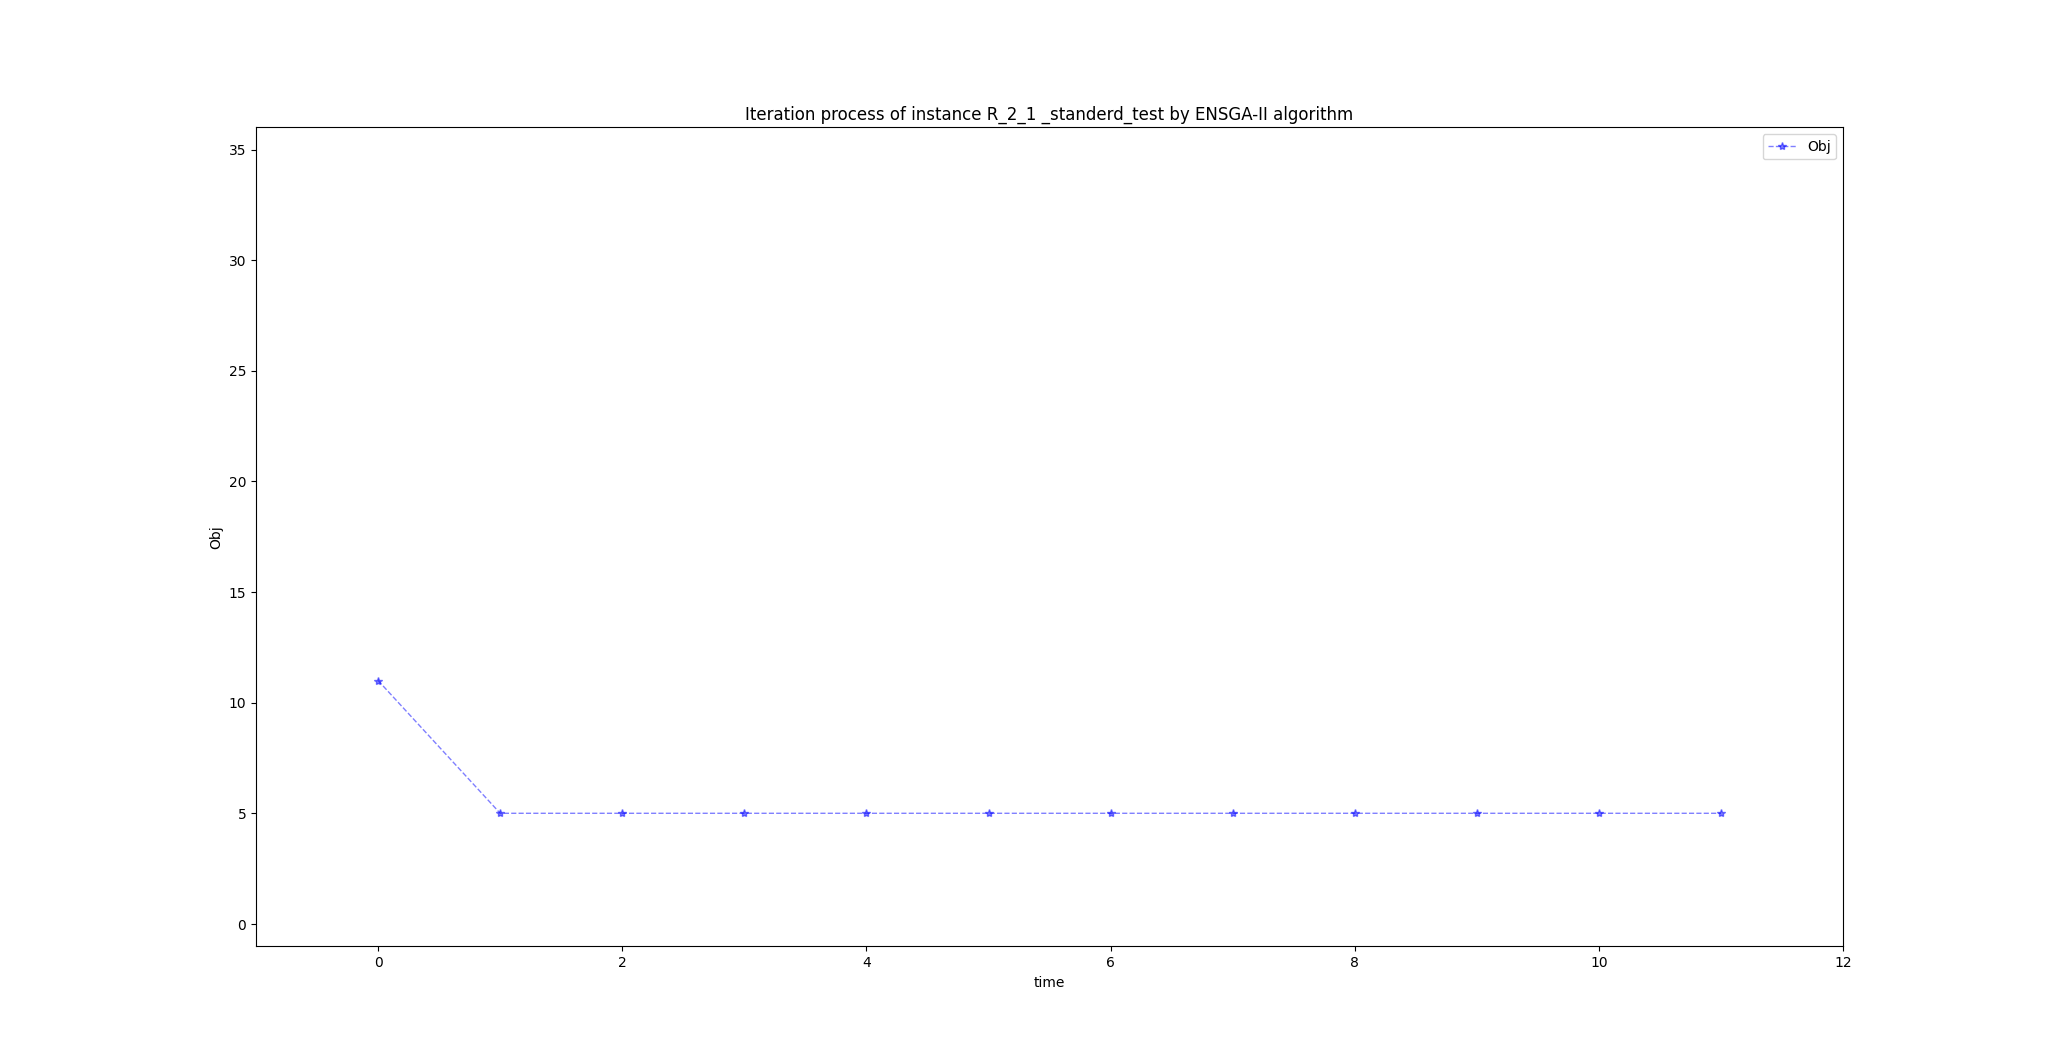 Iteration process of instance R_2_1 _standerd_test by ENSGA-II algorithm
Obj
35
30
25
20
15
10
5
0
Obj
0 2 4 6 8 10 12
time